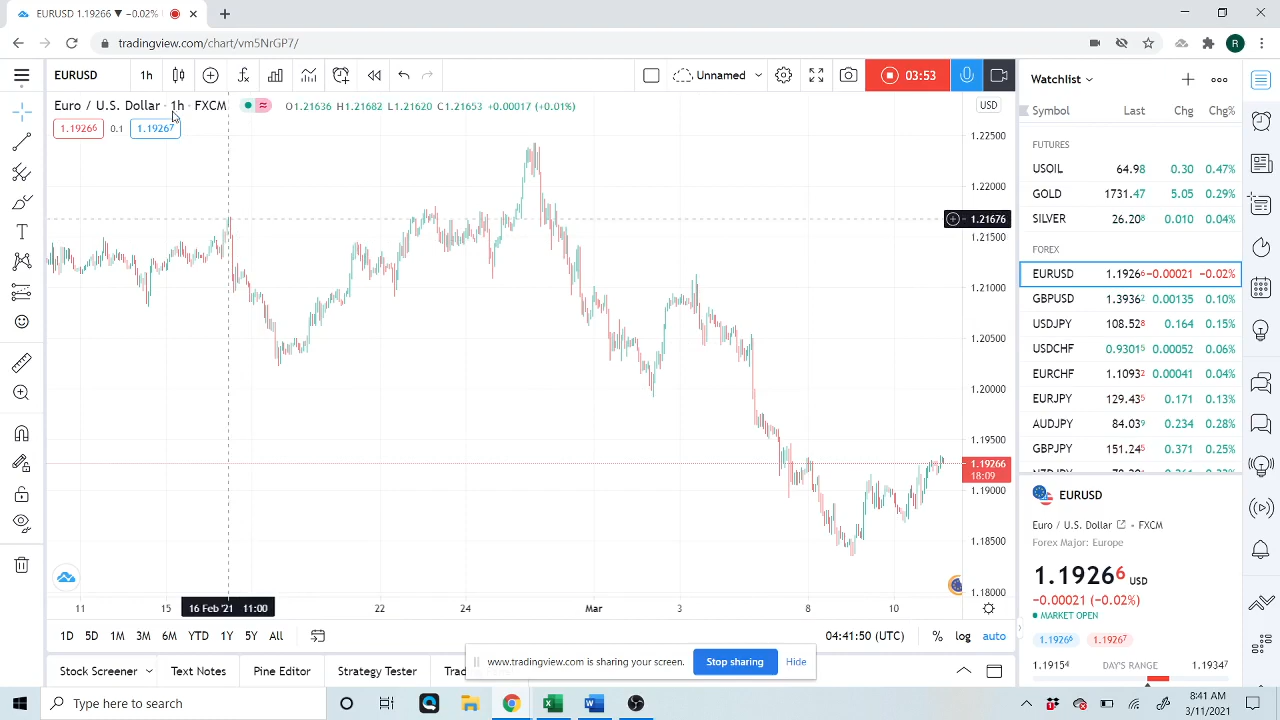 EURUSD 1.19266 ▼ −0.02%
tradingview.com/chart/vm5NrGP7/
R
EURUSD 1h Unnamed 03:53
Euro / U.S. Dollar · 1h · FXCM O1.21636 H1.21682 L1.21620 C1.21653 +0.00017 (+0.01%)
1.19266 0.1 1.19267
USD
1.22500
1.22000
1.21676
1.21500
1.21000
1.20500
1.20000
1.19500
1.19266
18:09
1.19000
1.18500
1.18000
11 15 16 Feb '21 11:00 22 24 Mar 3 8 10
1D 5D 1M 3M 6M YTD 1Y 5Y All 04:41:50 (UTC) % log auto
Stock Screener Text Notes Pine Editor Strategy Tester
www.tradingview.com is sharing your screen. Stop sharing Hide
Watchlist
Symbol Last Chg Chg%
FUTURES
USOIL 64.98 0.30 0.47%
GOLD 1731.47 5.05 0.29%
SILVER 26.208 0.010 0.04%
FOREX
EURUSD 1.19266 −0.00021 −0.02%
GBPUSD 1.39362 0.00135 0.10%
USDJPY 108.528 0.164 0.15%
USDCHF 0.93015 0.00052 0.06%
EURCHF 1.10932 0.00041 0.04%
EURJPY 129.435 0.171 0.13%
AUDJPY 84.039 0.234 0.28%
GBPJPY 151.245 0.371 0.25%
EURUSD
Euro / U.S. Dollar • FXCM
Forex Major: Europe
1.19266 USD
−0.00021 (−0.02%)
MARKET OPEN
1.19266 1.19267
1.19154 DAY'S RANGE 1.19347
Type here to search
8:41 AM
3/11/2021